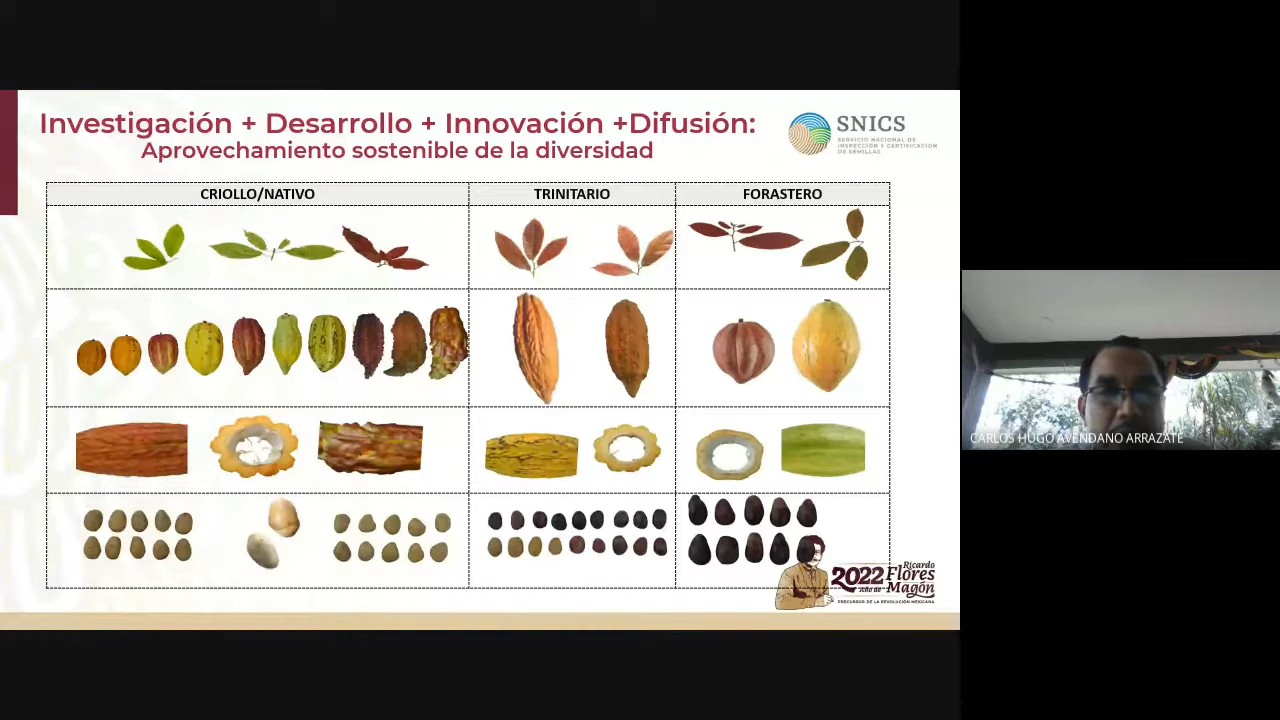 Investigación + Desarrollo + Innovación +Difusión:
Aprovechamiento sostenible de la diversidad
SNICS
SERVICIO NACIONAL DE
INSPECCIÓN Y CERTIFICACIÓN
DE SEMILLAS
CRIOLLO/NATIVO TRINITARIO FORASTERO
CARLOS HUGO AVENDAÑO ARRAZATE
2022 Ricardo
Año de Flores
Magón
PRECURSOR DE LA REVOLUCIÓN MEXICANA